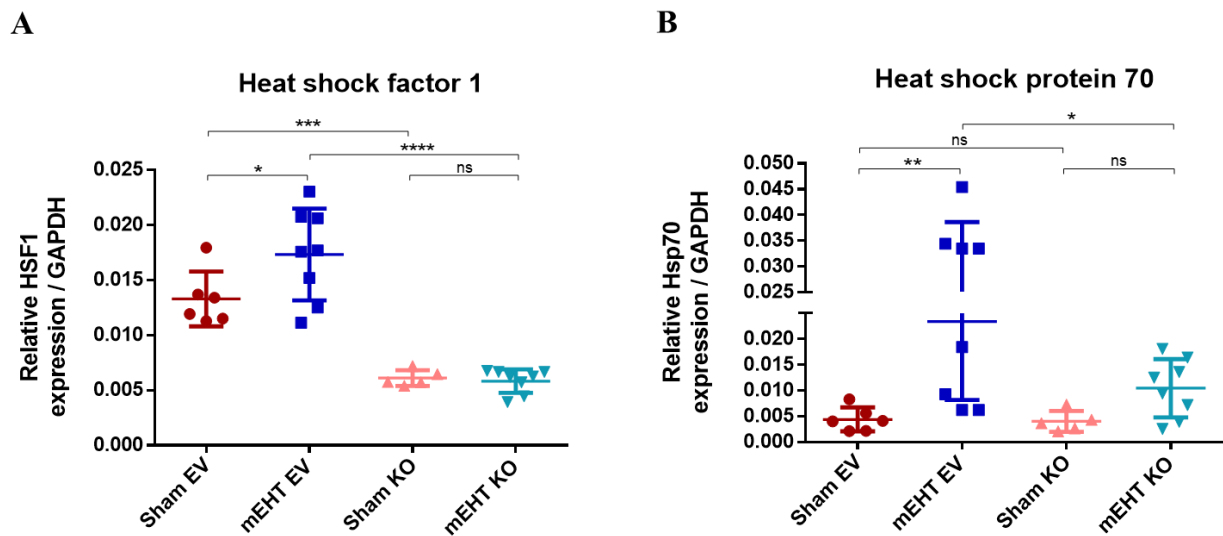 A
Heat shock factor 1
***
****
*
ns
Relative HSF1
expression / GAPDH
0.025
0.020
0.015
0.010
0.005
0.000
Sham EV
mEHT EV
Sham KO
mEHT KO
B
Heat shock protein 70
*
ns
**
ns
Relative Hsp70
expression / GAPDH
0.050
0.045
0.040
0.035
0.030
0.025
0.020
0.015
0.010
0.005
0.000
Sham EV
mEHT EV
Sham KO
mEHT KO